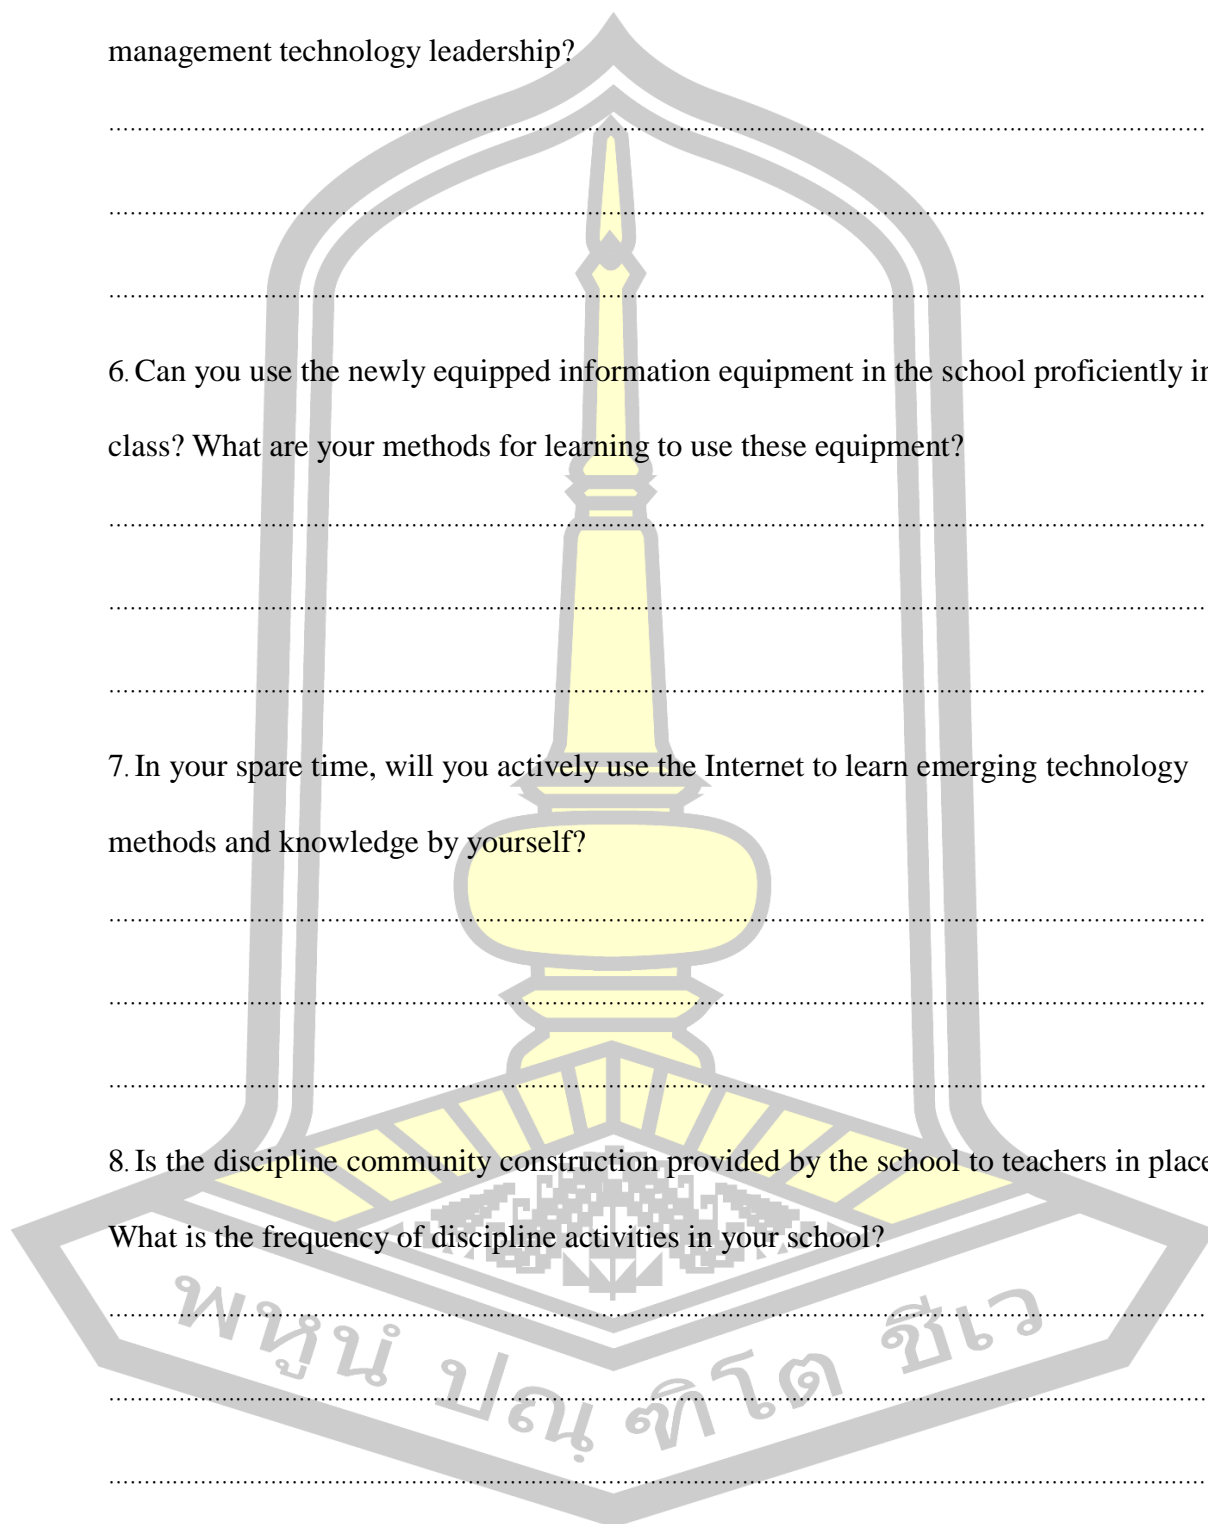 management technology leadership?
6. Can you use the newly equipped information equipment in the school proficiently in
class? What are your methods for learning to use these equipment?
7. In your spare time, will you actively use the Internet to learn emerging technology
methods and knowledge by yourself?
8. Is the discipline community construction provided by the school to teachers in place
What is the frequency of discipline activities in your school?
พหูนํ ปณฺฑิโต ชีเว